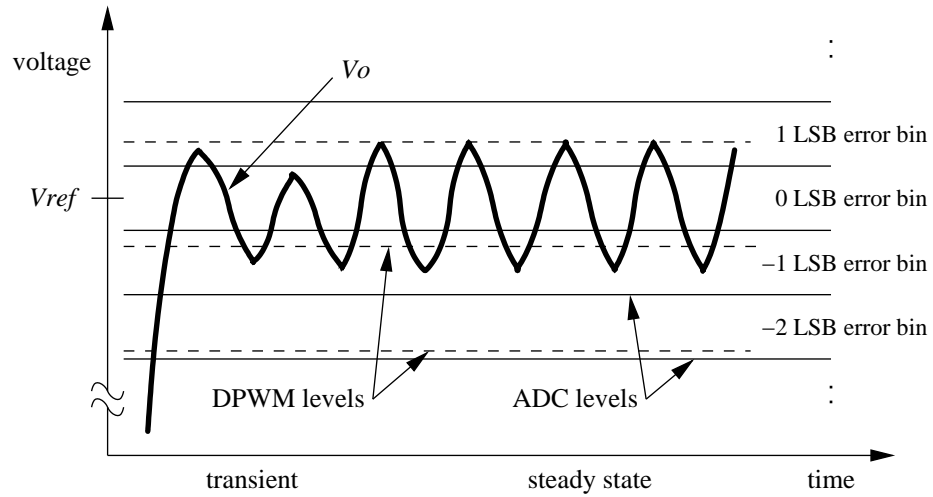 voltage
Vo
1 LSB error bin
Vref
0 LSB error bin
−1 LSB error bin
−2 LSB error bin
DPWM levels
ADC levels
transient
steady state
time